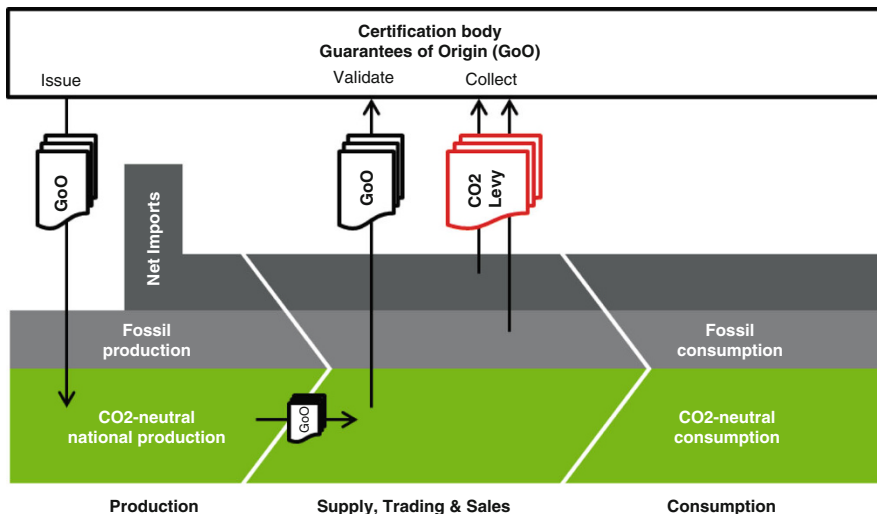 Certification body
Guarantees of Origin (GoO)
Issue
Validate
Collect
GoO
GoO
CO2
Levy
Net Imports
Fossil
production
Fossil
consumption
CO2-neutral
national production
GoO
CO2-neutral
consumption
Production
Supply, Trading & Sales
Consumption